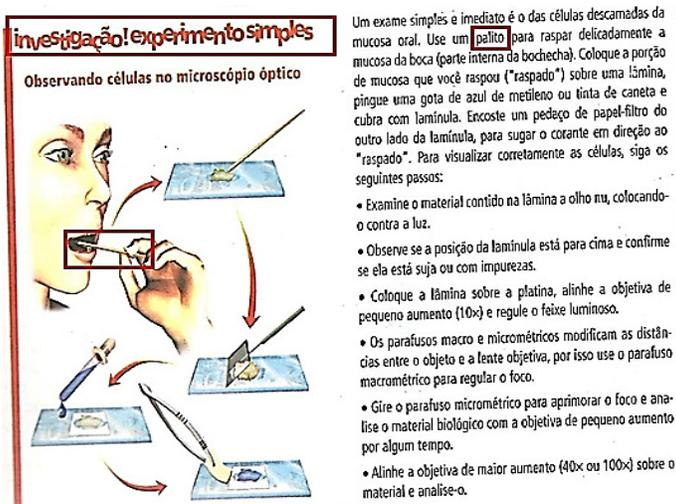 investigação! experimento simples
Observando células no microscópio óptico
Um exame simples e imediato é o das células descamadas da
mucosa oral. Use um palito para raspar delicadamente a
mucosa da boca (parte interna da bochecha). Coloque a porção
de mucosa que você raspou ("raspado") sobre uma lâmina,
pingue uma gota de azul de metileno ou tinta de caneta e
cubra com lamínula. Encoste um pedaço de papel-filtro do
outro lado da lamínula, para sugar o corante em direção ao
"raspado". Para visualizar corretamente as células, siga os
seguintes passos:
• Examine o material contido na lâmina a olho nu, colocando-
o contra a luz.
• Observe se a posição da lamínula está para cima e confirme
se ela está suja ou com impurezas.
• Coloque a lâmina sobre a platina, alinhe a objetiva de
pequeno aumento (10x) e regule o feixe luminoso.
• Os parafusos macro e micrométricos modificam as distân-
cias entre o objeto e a lente objetiva, por isso use o parafuso
macrométrico para regular o foco.
• Gire o parafuso micrométrico para aprimorar o foco e ana-
lise o material biológico com a objetiva de pequeno aumento
por algum tempo.
• Alinhe a objetiva de maior aumento (40x ou 100x) sobre o
material e analise-o.